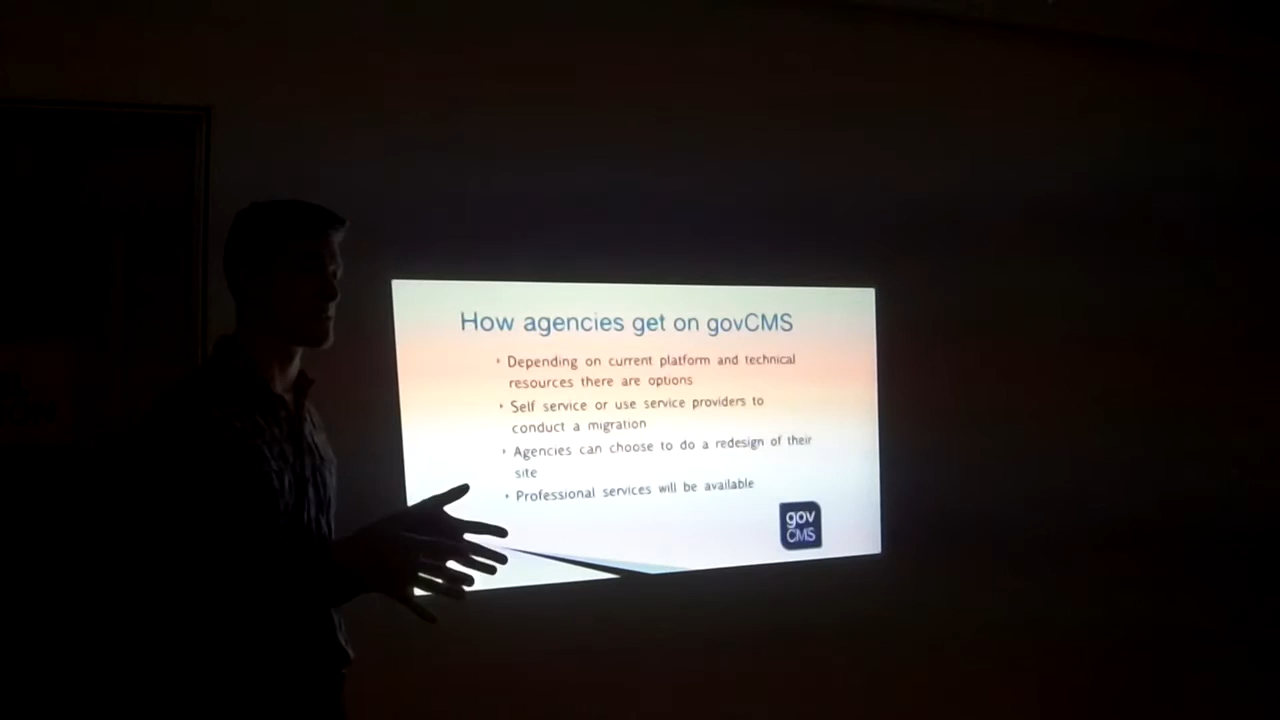 How agencies get on govCMS
Depending on current platform and technical
resources there are options
Self service or use service providers to
conduct a migration
Agencies can choose to do a redesign of their
site
Professional services will be available
gov
CMS